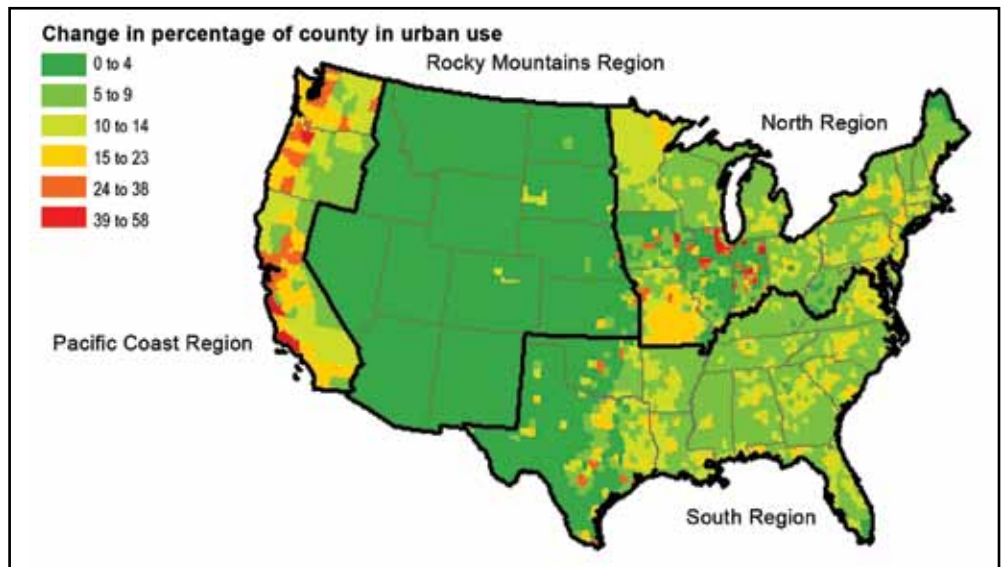 Change in percentage of county in urban use
0 to 4
5 to 9
10 to 14
15 to 23
24 to 38
39 to 58
Rocky Mountains Region
North Region
Pacific Coast Region
South Region